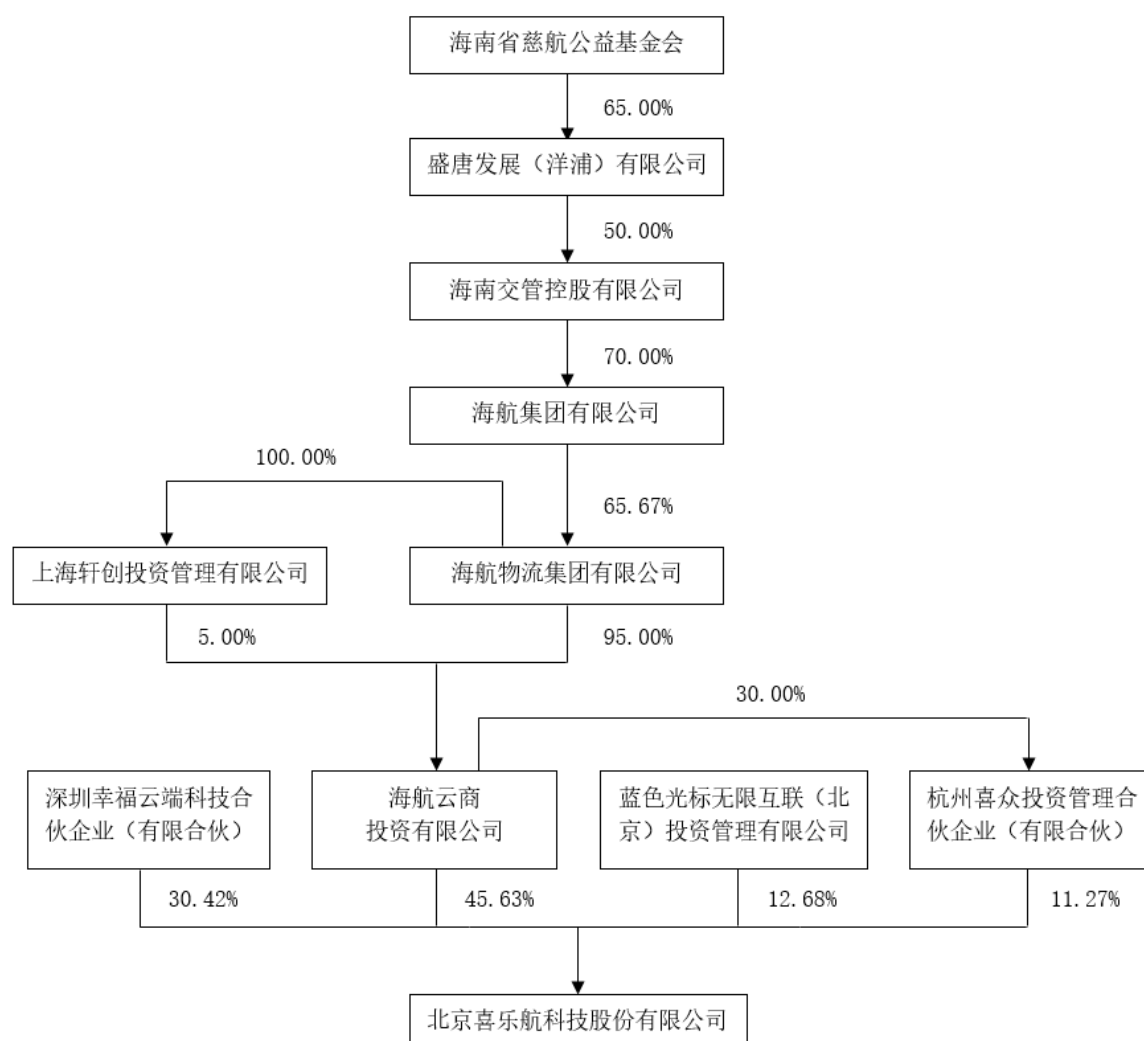 海南省慈航公益基金会
65.00%
盛唐发展（洋浦）有限公司
50.00%
海南交管控股有限公司
70.00%
海航集团有限公司
100.00%
65.67%
上海轩创投资管理有限公司
海航物流集团有限公司
5.00%
95.00%
30.00%
深圳幸福云端科技合
伙企业（有限合伙）
海航云商
投资有限公司
蓝色光标无限互联（北
京）投资管理有限公司
杭州喜众投资管理合
伙企业（有限合伙）
30.42%
45.63%
12.68%
11.27%
北京喜乐航科技股份有限公司